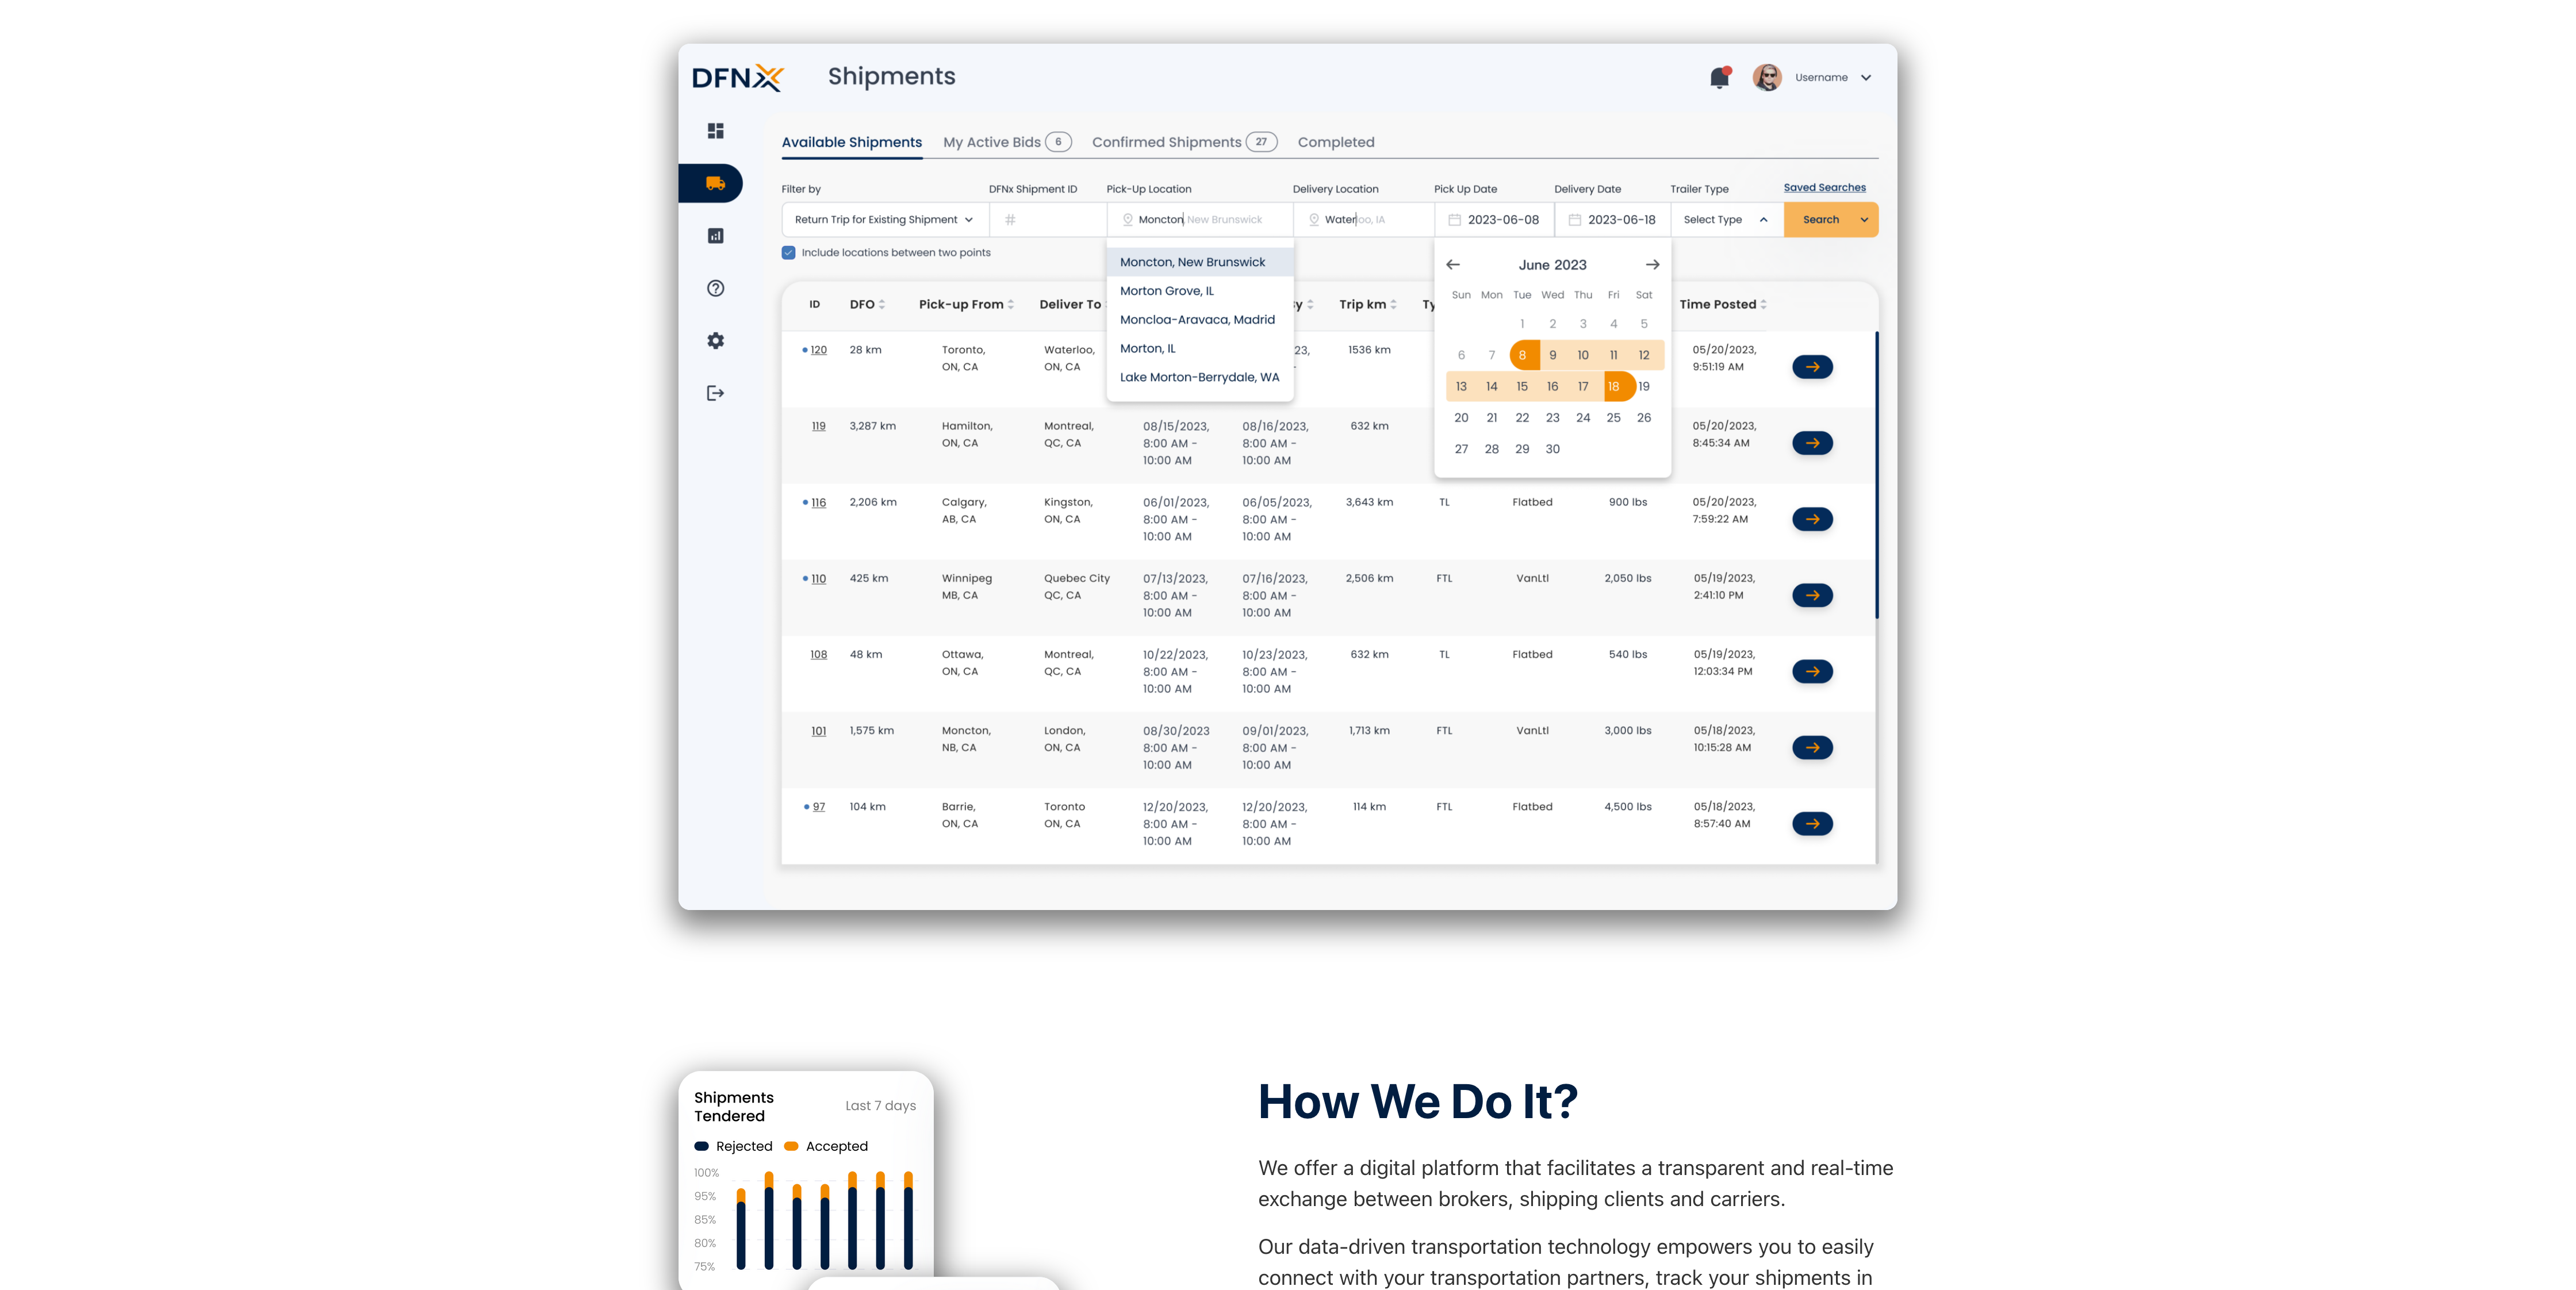 DFNX
Shipments
Username
Available Shipments My Active Bids 6 Confirmed Shipments 27 Completed
Filter by DFNx Shipment ID Pick-Up Location Delivery Location Pick Up Date Delivery Date Trailer Type Saved Searches
Return Trip for Existing Shipment # Moncton, New Brunswick Waterloo, IA 2023-06-08 2023-06-18 Select Type Search
Include locations between two points
Moncton, New Brunswick
Morton Grove, IL
Moncloa-Aravaca, Madrid
Morton, IL
Lake Morton-Berrydale, WA
June 2023
Sun Mon Tue Wed Thu Fri Sat
1 2 3 4 5
6 7 8 9 10 11 12
13 14 15 16 17 18 19
20 21 22 23 24 25 26
27 28 29 30
ID DFO Pick-up From Deliver To Trip km Time Posted
120 28 km Toronto, Waterloo, 23, 1536 km 05/20/2023,
ON, CA ON, CA 9:51:19 AM
119 3,287 km Hamilton, Montreal, 08/15/2023, 08/16/2023, 632 km 05/20/2023,
ON, CA QC, CA 8:00 AM - 8:00 AM - 8:45:34 AM
10:00 AM 10:00 AM
116 2,206 km Calgary, Kingston, 06/01/2023, 06/05/2023, 3,643 km TL Flatbed 900 lbs 05/20/2023,
AB, CA ON, CA 8:00 AM - 8:00 AM - 7:59:22 AM
10:00 AM 10:00 AM
110 425 km Winnipeg Quebec City 07/13/2023, 07/16/2023, 2,506 km FTL VanLtl 2,050 lbs 05/19/2023,
MB, CA QC, CA 8:00 AM - 8:00 AM - 2:41:10 PM
10:00 AM 10:00 AM
108 48 km Ottawa, Montreal, 10/22/2023, 10/23/2023, 632 km TL Flatbed 540 lbs 05/19/2023,
ON, CA QC, CA 8:00 AM - 8:00 AM - 12:03:34 PM
10:00 AM 10:00 AM
101 1,575 km Moncton, London, 08/30/2023 09/01/2023, 1,713 km FTL VanLtl 3,000 lbs 05/18/2023,
NB, CA ON, CA 8:00 AM - 8:00 AM - 10:15:28 AM
10:00 AM 10:00 AM
97 104 km Barrie, Toronto 12/20/2023, 12/20/2023, 114 km FTL Flatbed 4,500 lbs 05/18/2023,
ON, CA ON, CA 8:00 AM - 8:00 AM - 8:57:40 AM
10:00 AM 10:00 AM
Shipments
Tendered
Last 7 days
Rejected Accepted
100%
95%
85%
80%
75%
How We Do It?
We offer a digital platform that facilitates a transparent and real-time
exchange between brokers, shipping clients and carriers.
Our data-driven transportation technology empowers you to easily
connect with your transportation partners, track your shipments in